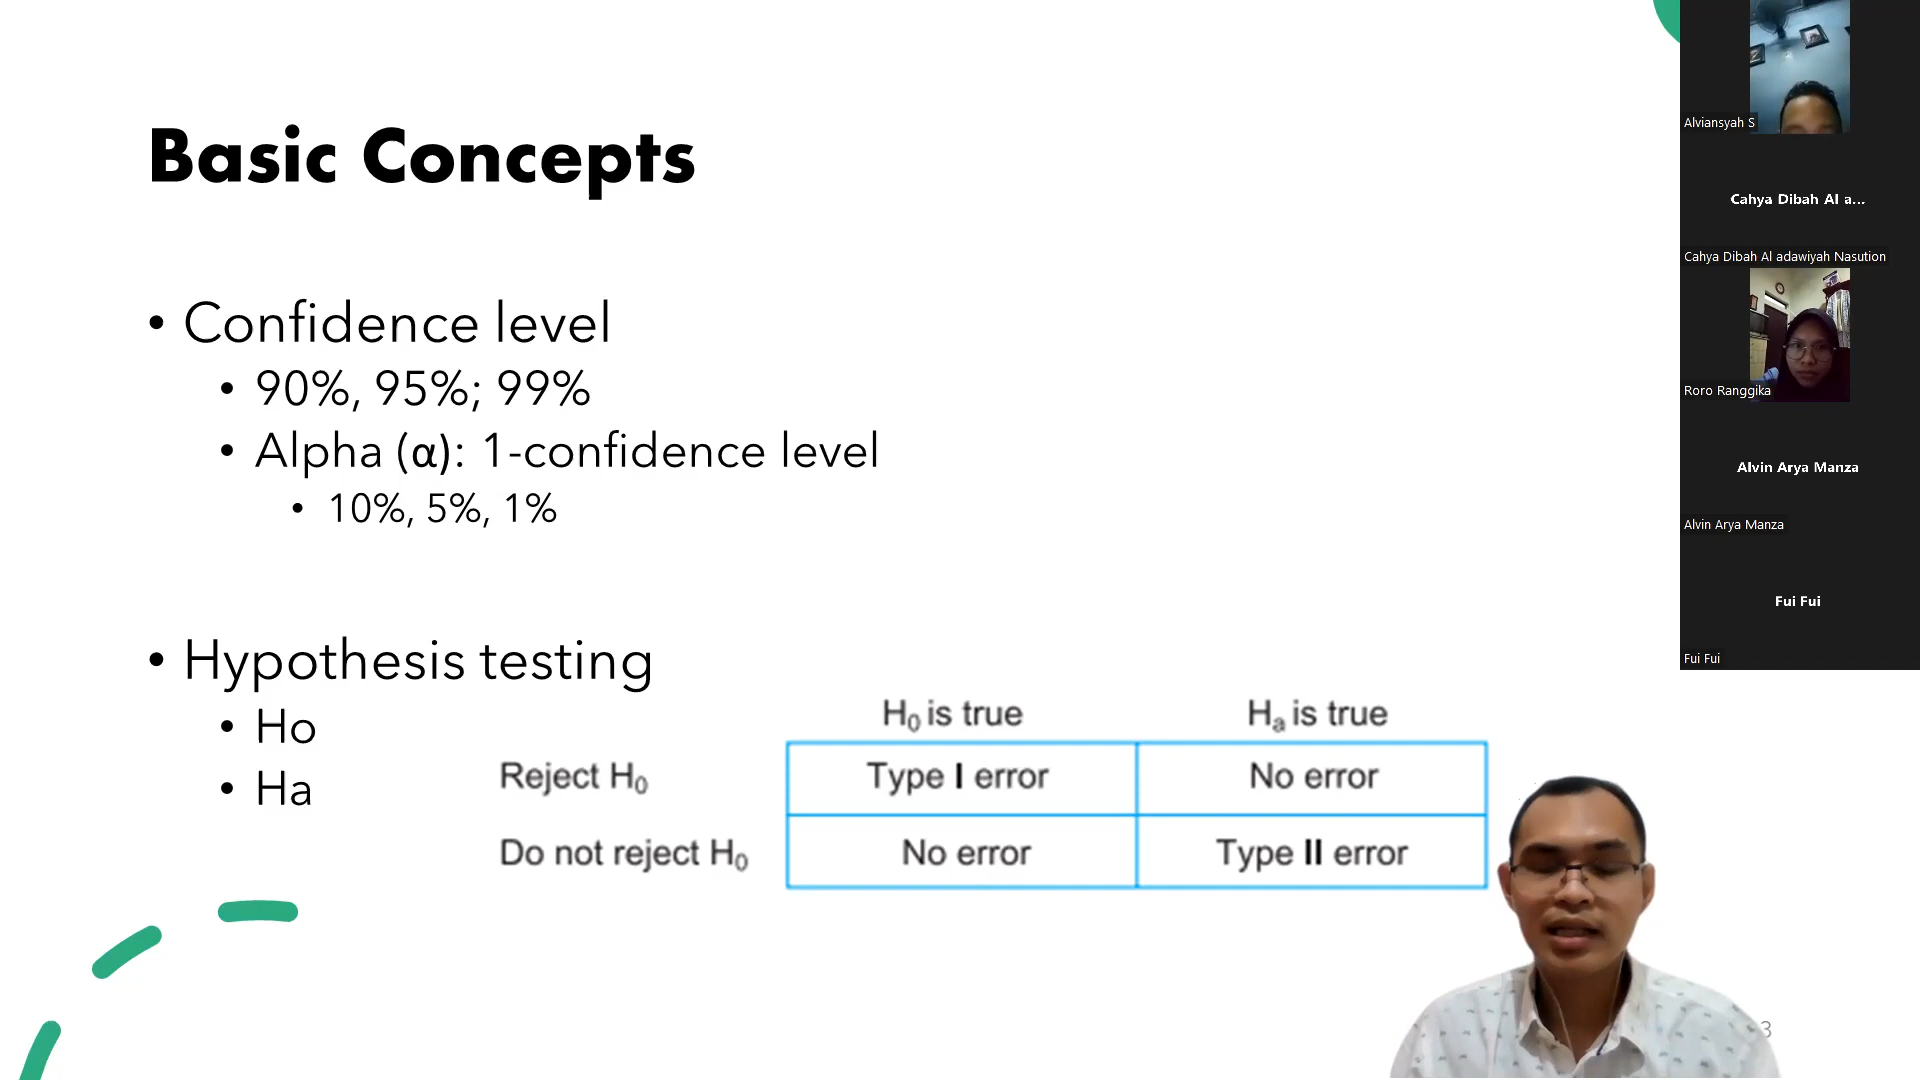 Basic Concepts
• Confidence level
• 90%, 95%; 99%
• Alpha (α): 1-confidence level
• 10%, 5%, 1%
• Hypothesis testing
• Ho
• Ha
H0 is true Ha is true
Reject H0 Type I error No error
Do not reject H0 No error Type II error
3
Alviansyah S
Cahya Dibah Al a...
Cahya Dibah Al adawiyah Nasution
Roro Ranggika
Alvin Arya Manza
Alvin Arya Manza
Fui Fui
Fui Fui